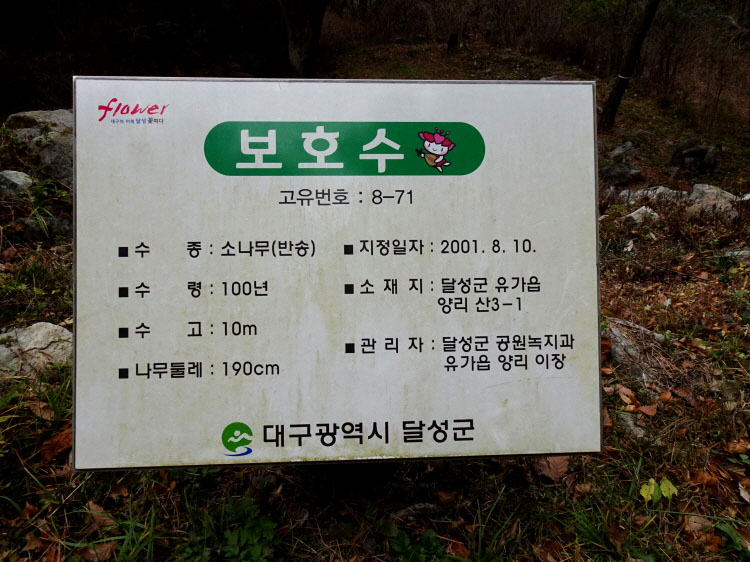 flower
대구의 미래 달성 꽃피다
보호수
고유번호 : 8-71
■ 수 종 : 소나무(반송)
■ 수 령 : 100년
■ 수 고 : 10m
■ 나무둘레 : 190cm
■ 지정일자 : 2001. 8. 10.
■ 소 재 지 : 달성군 유가읍
양리 산3-1
■ 관 리 자 : 달성군 공원녹지과
유가읍 양리 이장
대구광역시 달성군